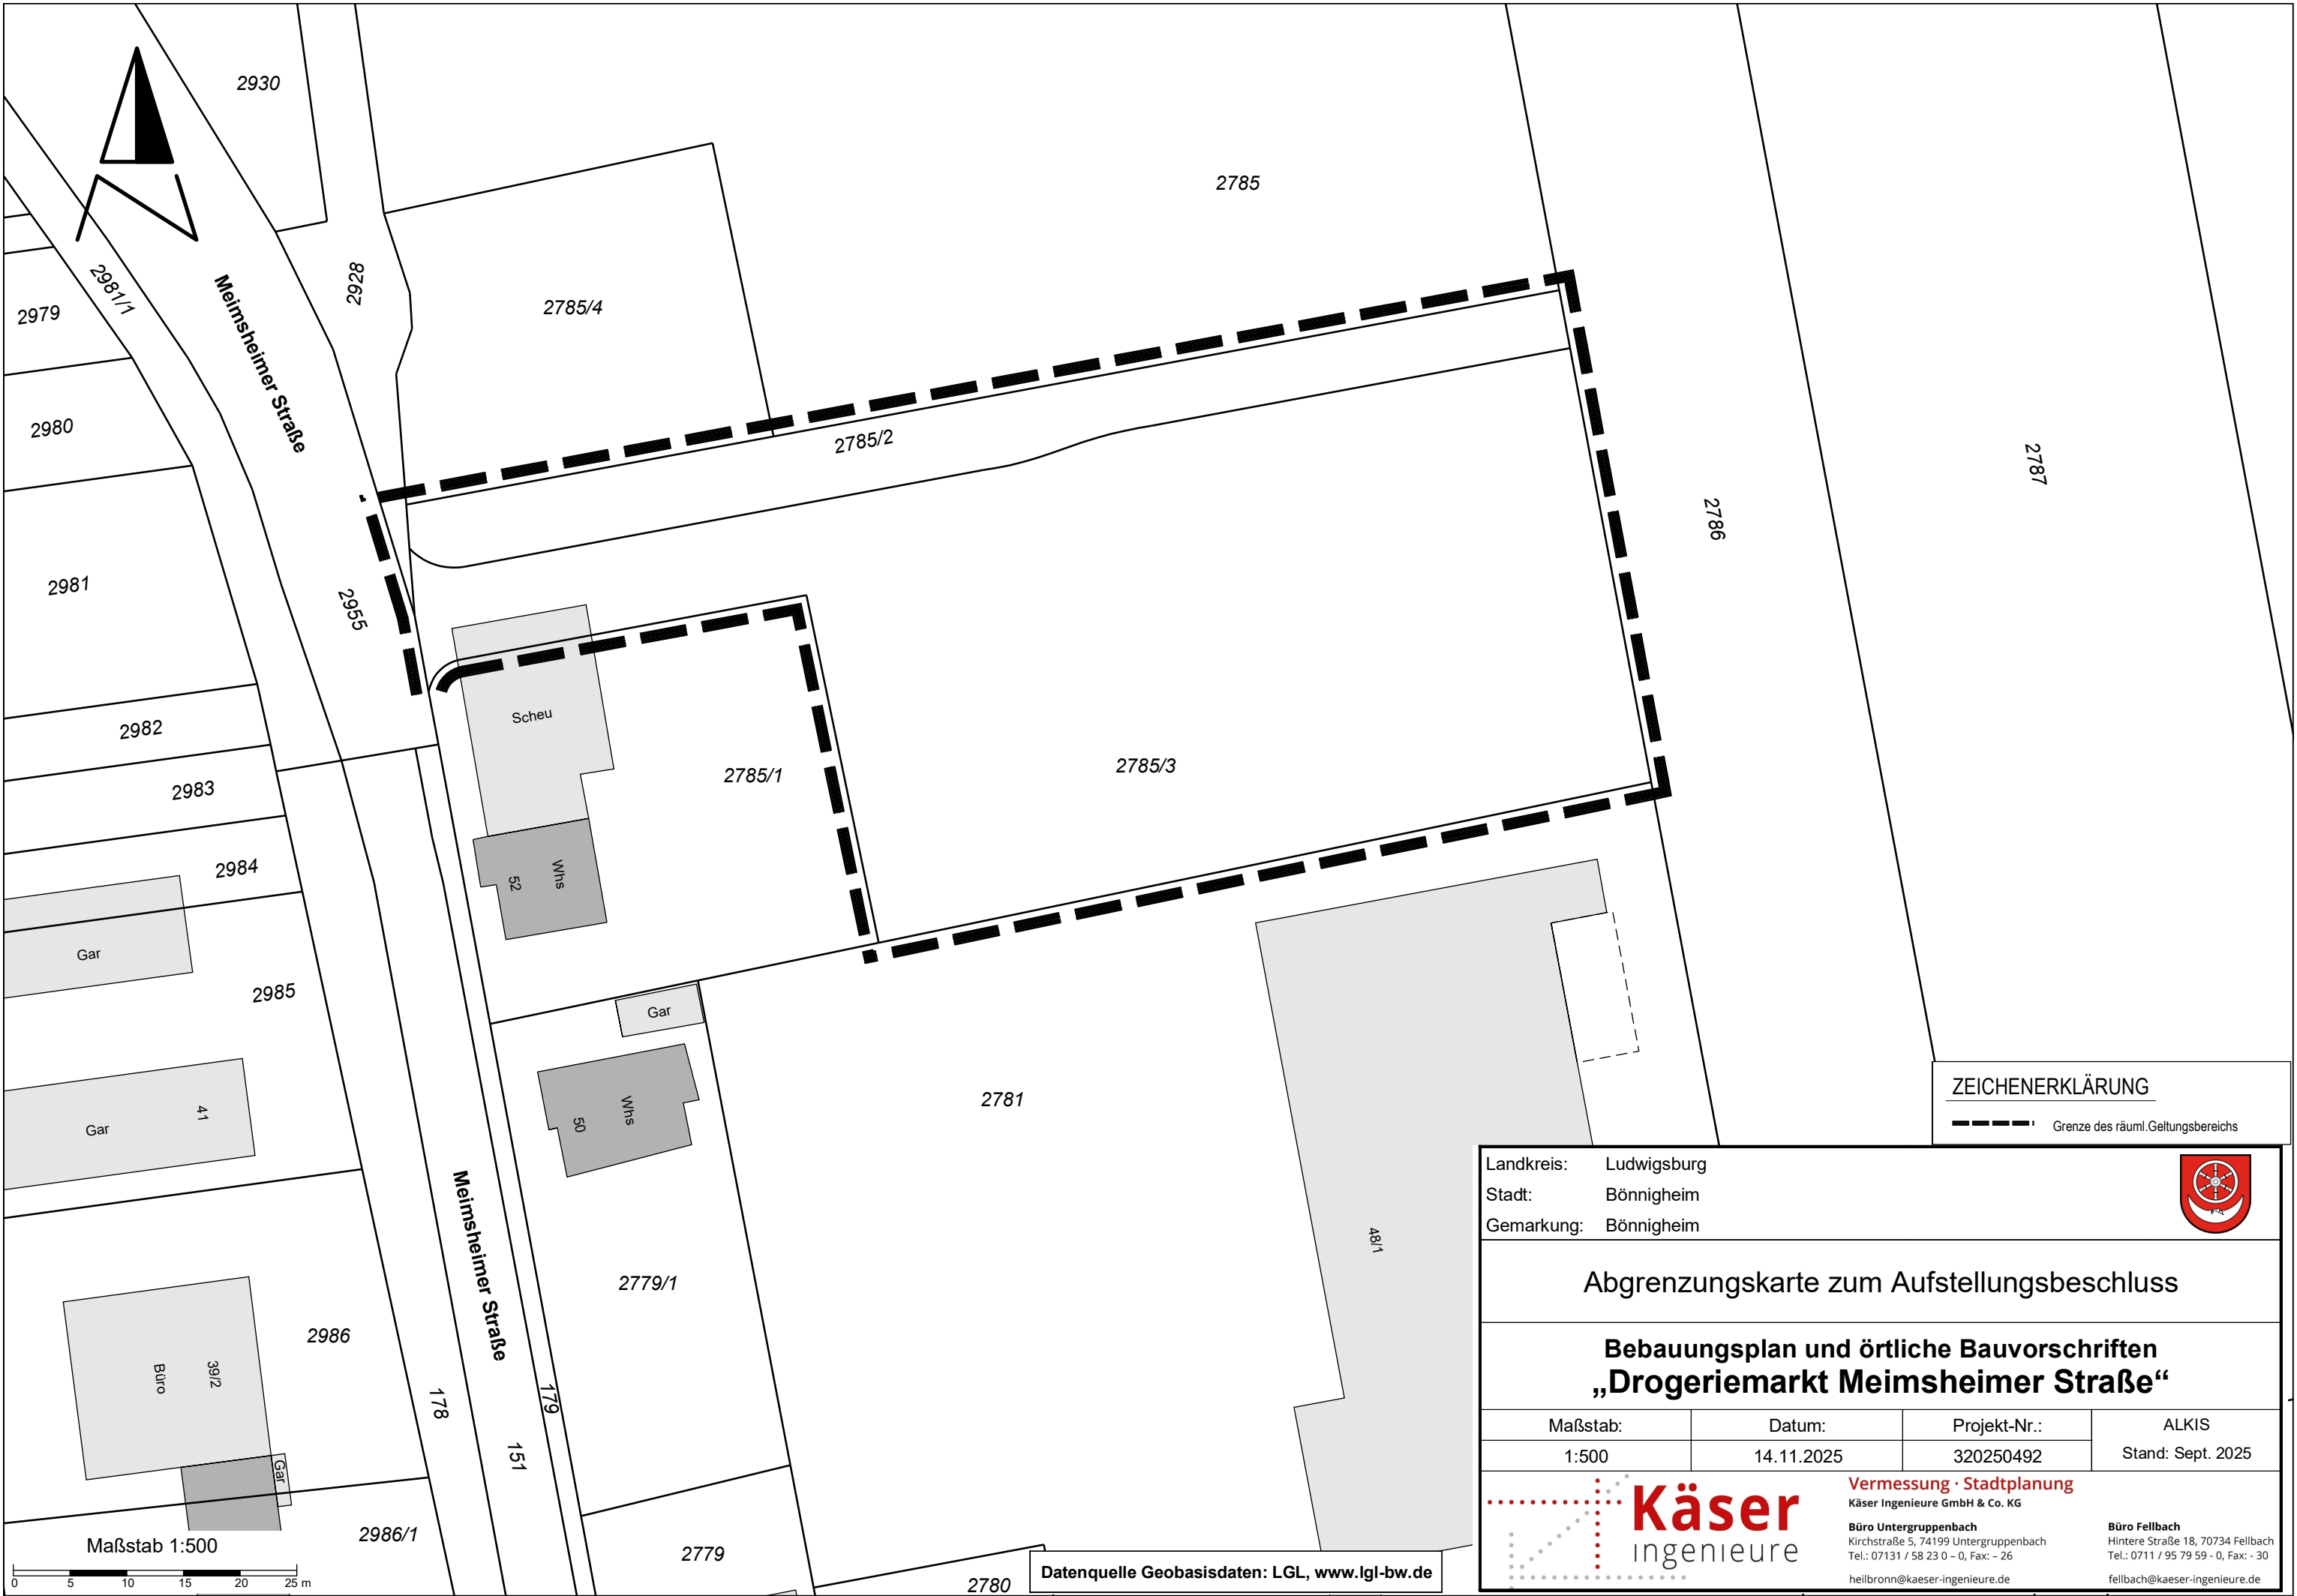 2930
2785
2981/1
Meimsheimer Straße
2928
2979
2785/4
2980
2785/2
2787
2786
2981
2955
Scheu
2982
2785/1
2785/3
2983
2984
52
Whs
Gar
2985
Gar
2781
41
Gar
50
Whs
Meimsheimer Straße
48/1
2779/1
2986
39/2
Büro
178
179
151
Gar
2986/1
2779
2780
Maßstab 1:500
0 5 10 15 20 25 m
Datenquelle Geobasisdaten: LGL, www.lgl-bw.de
ZEICHENERKLÄRUNG
Grenze des räuml.Geltungsbereichs
Landkreis: Ludwigsburg
Stadt: Bönnigheim
Gemarkung: Bönnigheim
Abgrenzungskarte zum Aufstellungsbeschluss
Bebauungsplan und örtliche Bauvorschriften
„Drogeriemarkt Meimsheimer Straße“
Maßstab: Datum: Projekt-Nr.: ALKIS
1:500 14.11.2025 320250492 Stand: Sept. 2025
Käser
ingenieure
Vermessung · Stadtplanung
Käser Ingenieure GmbH & Co. KG
Büro Untergruppenbach
Kirchstraße 5, 74199 Untergruppenbach
Tel.: 07131 / 58 23 0 – 0, Fax: – 26
heilbronn@kaeser-ingenieure.de
Büro Fellbach
Hintere Straße 18, 70734 Fellbach
Tel.: 0711 / 95 79 59 - 0, Fax: - 30
fellbach@kaeser-ingenieure.de